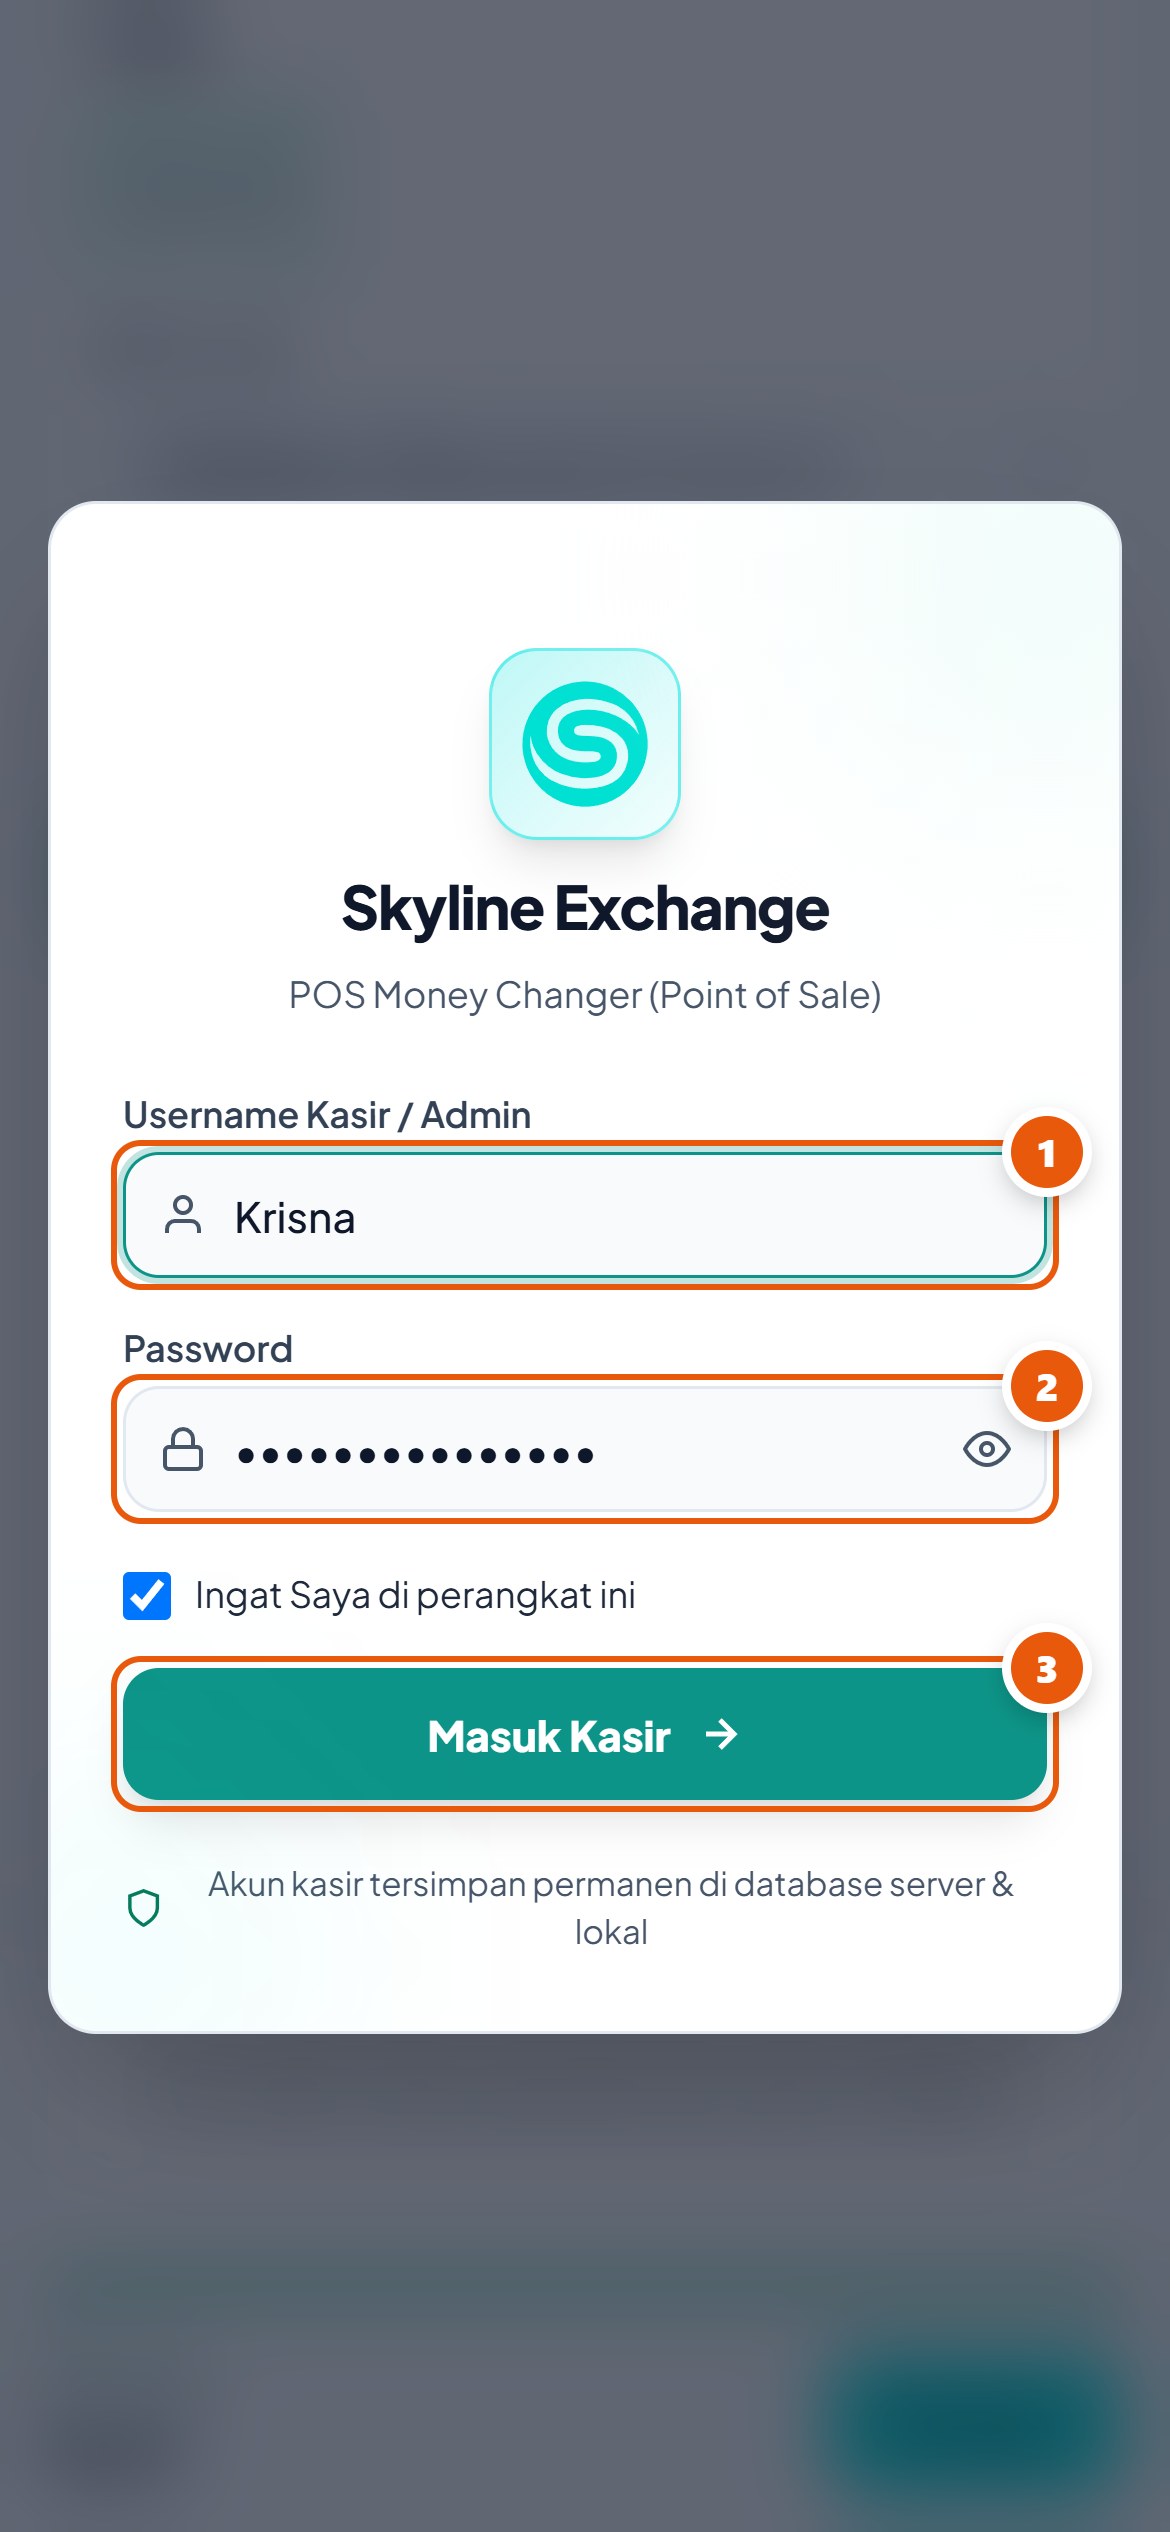 Skyline Exchange
POS Money Changer (Point of Sale)
Username Kasir / Admin
1
Krisna
Password
2
●●●●●●●●●●●●●●●
Ingat Saya di perangkat ini
3
Masuk Kasir →
Akun kasir tersimpan permanen di database server &
lokal